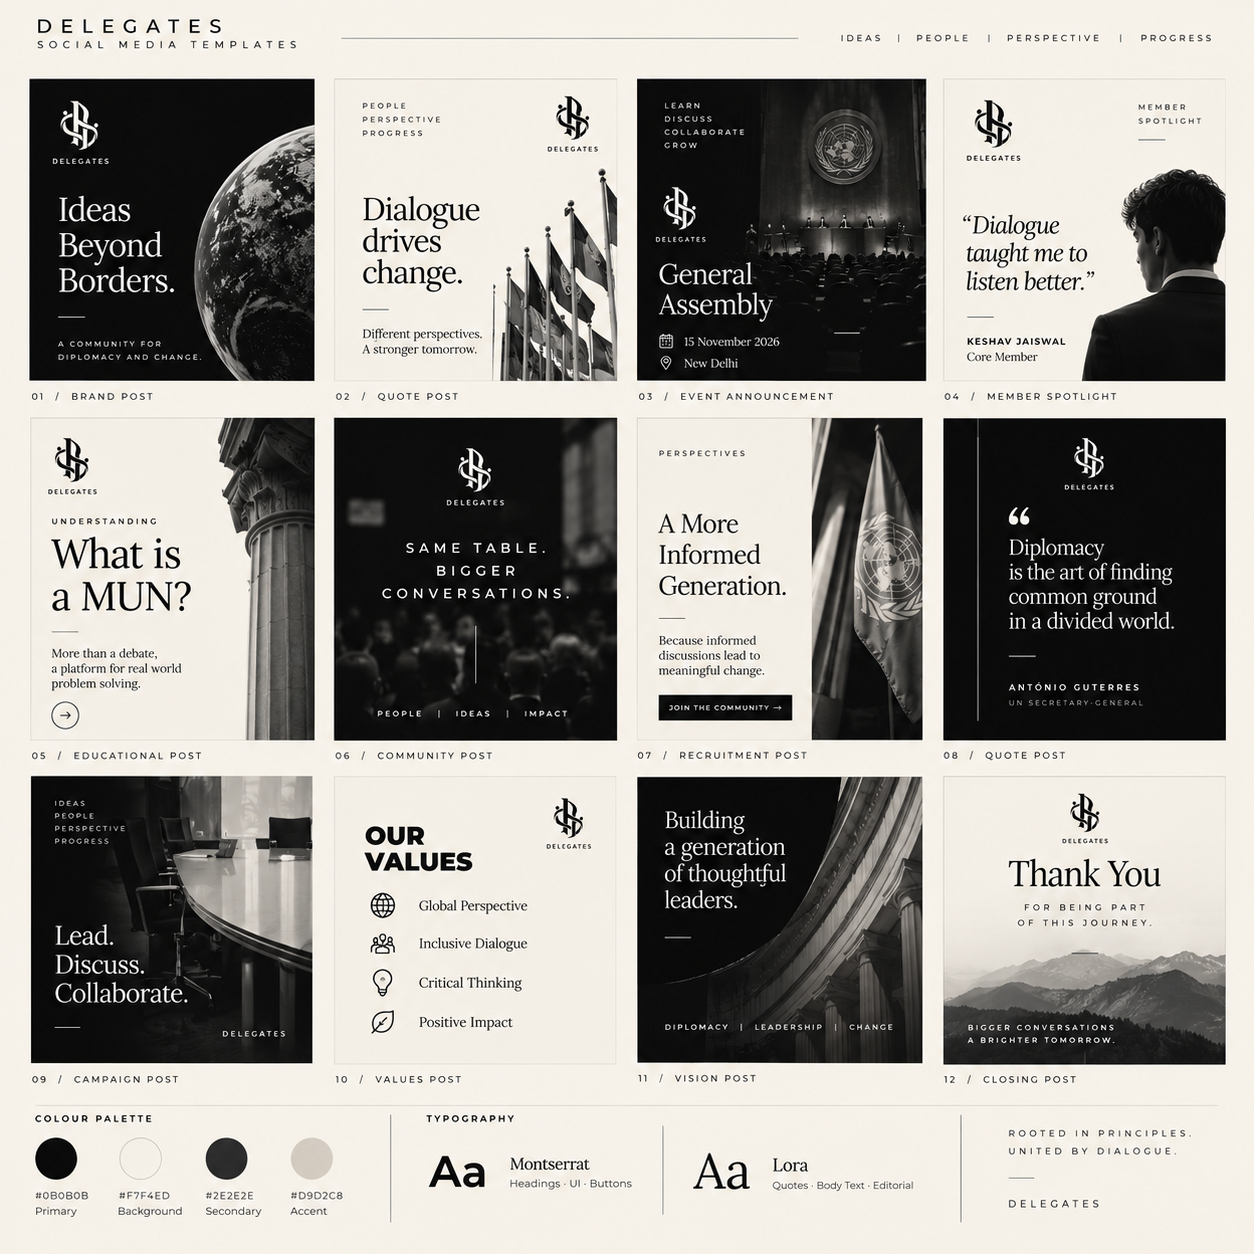 DELEGATES
SOCIAL MEDIA TEMPLATES
IDEAS | PEOPLE | PERSPECTIVE | PROGRESS
DELEGATES
Ideas
Beyond
Borders.
A COMMUNITY FOR
DIPLOMACY AND CHANGE.
01 / BRAND POST
PEOPLE
PERSPECTIVE
PROGRESS
DELEGATES
Dialogue
drives
change.
Different perspectives.
A stronger tomorrow.
02 / QUOTE POST
LEARN
DISCUSS
COLLABORATE
GROW
DELEGATES
General
Assembly
15 November 2026
New Delhi
03 / EVENT ANNOUNCEMENT
DELEGATES
MEMBER
SPOTLIGHT
“Dialogue
taught me to
listen better.”
KESHAV JAISWAL
Core Member
04 / MEMBER SPOTLIGHT
DELEGATES
UNDERSTANDING
What is
a MUN?
More than a debate,
a platform for real world
problem solving.
05 / EDUCATIONAL POST
DELEGATES
SAME TABLE.
BIGGER
CONVERSATIONS.
PEOPLE | IDEAS | IMPACT
06 / COMMUNITY POST
PERSPECTIVES
A More
Informed
Generation.
Because informed
discussions lead to
meaningful change.
JOIN THE COMMUNITY →
07 / RECRUITMENT POST
DELEGATES
“
Diplomacy
is the art of finding
common ground
in a divided world.
ANTÓNIO GUTERRES
UN SECRETARY-GENERAL
08 / QUOTE POST
IDEAS
PEOPLE
PERSPECTIVE
PROGRESS
Lead.
Discuss.
Collaborate.
DELEGATES
09 / CAMPAIGN POST
OUR
VALUES
DELEGATES
Global Perspective
Inclusive Dialogue
Critical Thinking
Positive Impact
10 / VALUES POST
Building
a generation
of thoughtful
leaders.
DIPLOMACY | LEADERSHIP | CHANGE
11 / VISION POST
DELEGATES
Thank You
FOR BEING PART
OF THIS JOURNEY.
BIGGER CONVERSATIONS
A BRIGHTER TOMORROW.
12 / CLOSING POST
COLOUR PALETTE
#0B0B0B
Primary
#F7F4ED
Background
#2E2E2E
Secondary
#D9D2C8
Accent
TYPOGRAPHY
Aa
Montserrat
Headings · UI · Buttons
Aa
Lora
Quotes · Body Text · Editorial
ROOTED IN PRINCIPLES.
UNITED BY DIALOGUE.
DELEGATES